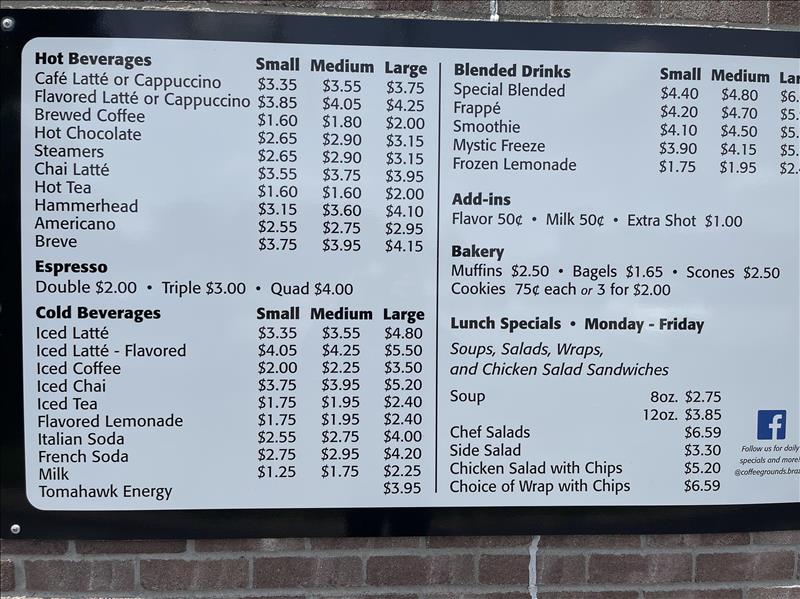 Hot Beverages Small Medium Large
Café Latté or Cappuccino $3.35 $3.55 $3.75
Flavored Latté or Cappuccino $3.85 $4.05 $4.25
Brewed Coffee $1.60 $1.80 $2.00
Hot Chocolate $2.65 $2.90 $3.15
Steamers $2.65 $2.90 $3.15
Chai Latté $3.55 $3.75 $3.95
Hot Tea $1.60 $1.60 $2.00
Hammerhead $3.15 $3.60 $4.10
Americano $2.55 $2.75 $2.95
Breve $3.75 $3.95 $4.15
Espresso
Double $2.00 • Triple $3.00 • Quad $4.00
Cold Beverages Small Medium Large
Iced Latté $3.35 $3.55 $4.80
Iced Latté - Flavored $4.05 $4.25 $5.50
Iced Coffee $2.00 $2.25 $3.50
Iced Chai $3.75 $3.95 $5.20
Iced Tea $1.75 $1.95 $2.40
Flavored Lemonade $1.75 $1.95 $2.40
Italian Soda $2.55 $2.75 $4.00
French Soda $2.75 $2.95 $4.20
Milk $1.25 $1.75 $2.25
Tomahawk Energy $3.95
Blended Drinks Small Medium
Special Blended $4.40 $4.80
Frappé $4.20 $4.70
Smoothie $4.10 $4.50
Mystic Freeze $3.90 $4.15
Frozen Lemonade $1.75 $1.95
Add-ins
Flavor 50¢ • Milk 50¢ • Extra Shot $1.00
Bakery
Muffins $2.50 • Bagels $1.65 • Scones $2.50
Cookies 75¢ each or 3 for $2.00
Lunch Specials • Monday - Friday
Soups, Salads, Wraps,
and Chicken Salad Sandwiches
Soup 8oz. $2.75
12oz. $3.85
Chef Salads $6.59
Side Salad $3.30
Chicken Salad with Chips $5.20
Choice of Wrap with Chips $6.59
f
Follow us for daily
specials and more!